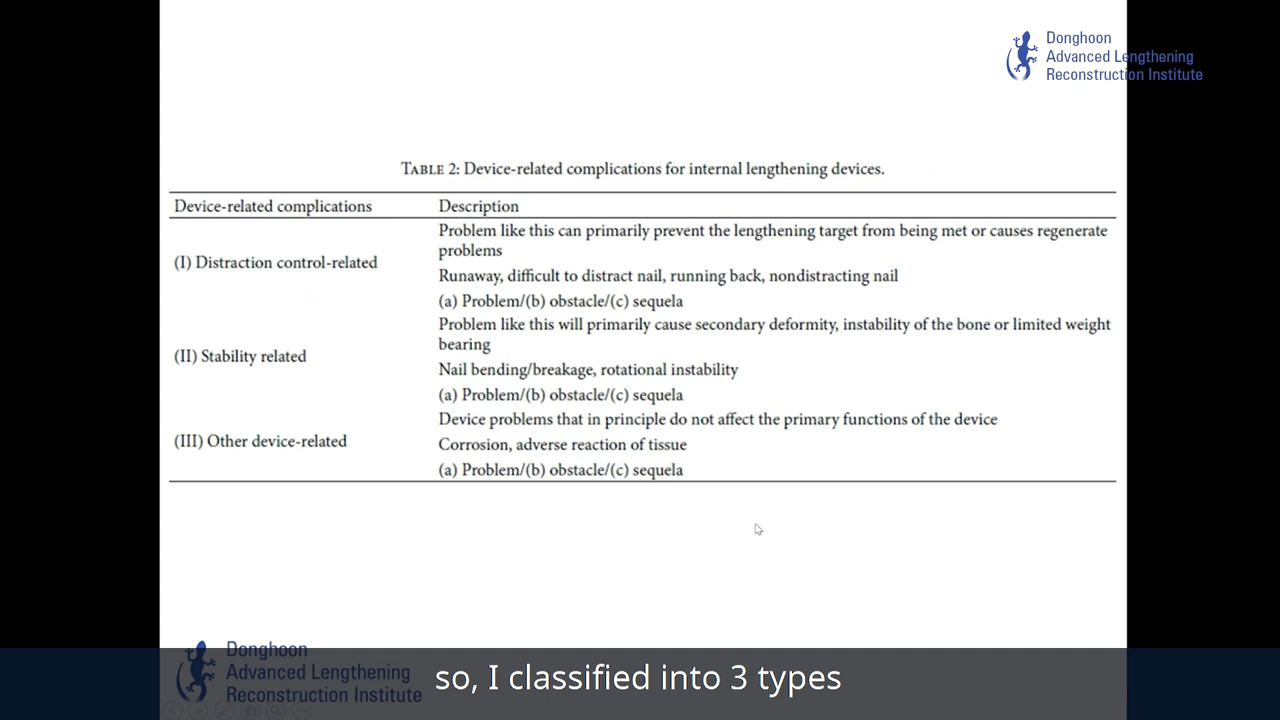 Donghoon
Advanced Lengthening
Reconstruction Institute
TABLE 2: Device-related complications for internal lengthening devices.
Device-related complications Description
Problem like this can primarily prevent the lengthening target from being met or causes regenerate
problems
(I) Distraction control-related
Runaway, difficult to distract nail, running back, nondistracting nail
(a) Problem/(b) obstacle/(c) sequela
Problem like this will primarily cause secondary deformity, instability of the bone or limited weight
bearing
(II) Stability related
Nail bending/breakage, rotational instability
(a) Problem/(b) obstacle/(c) sequela
Device problems that in principle do not affect the primary functions of the device
(III) Other device-related
Corrosion, adverse reaction of tissue
(a) Problem/(b) obstacle/(c) sequela
Donghoon
Advanced Lengthening
Reconstruction Institute
so, I classified into 3 types